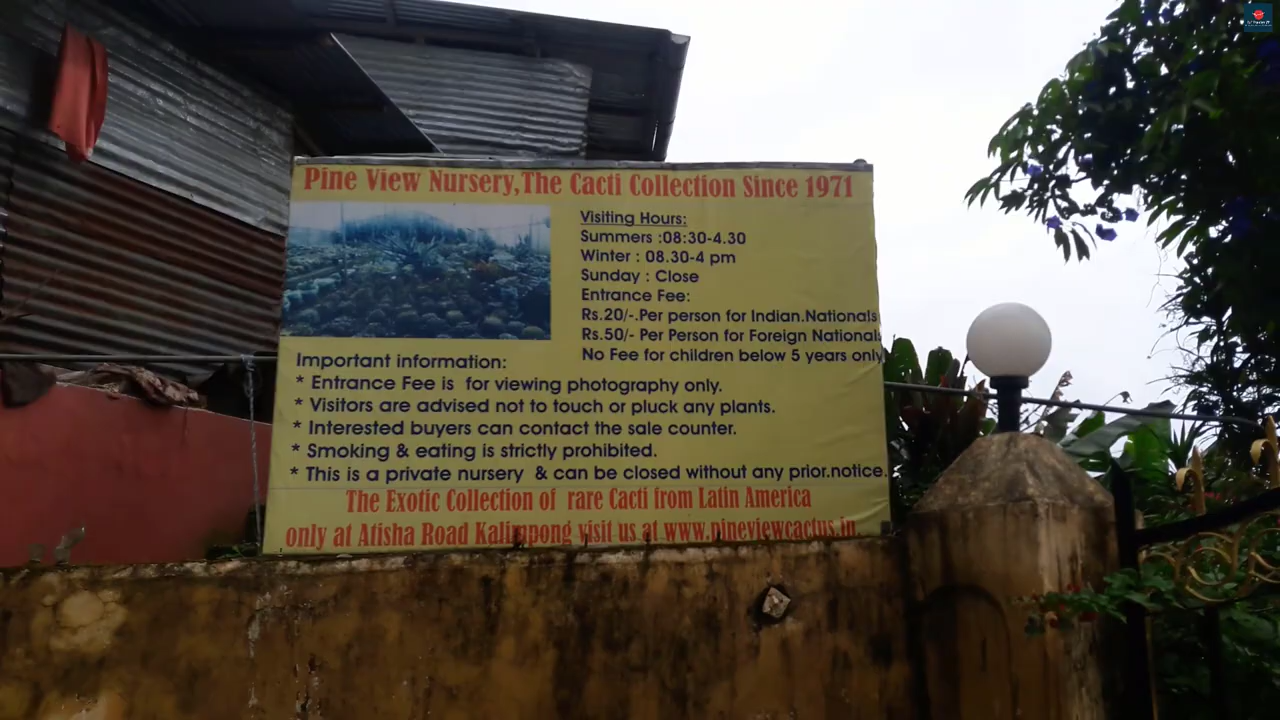 Pine View Nursery,The Cacti Collection Since 1971
Visiting Hours:
Summers :08:30-4.30
Winter : 08.30-4 pm
Sunday : Close
Entrance Fee:
Rs.20/-.Per person for Indian.Nationals
Rs.50/- Per Person for Foreign Nationals
No Fee for children below 5 years only
Important information:
* Entrance Fee is for viewing photography only.
* Visitors are advised not to touch or pluck any plants.
* Interested buyers can contact the sale counter.
* Smoking & eating is strictly prohibited.
* This is a private nursery & can be closed without any prior.notice.
The Exotic Collection of rare Cacti from Latin America
only at Atisha Road Kalimpong visit us at www.pineviewcactus.in